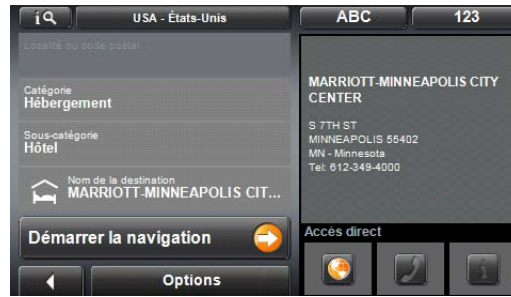 USA - États-Unis
ABC
123
Localité ou code postal
Catégorie
Hébergement
Sous-catégorie
Hôtel
Nom de la destination
MARRIOTT-MINNEAPOLIS CIT...
Démarrer la navigation
Options
MARRIOTT-MINNEAPOLIS CITY
CENTER
S 7TH ST
MINNEAPOLIS 55402
MN - Minnesota
Tel: 612-349-4000
Accès direct